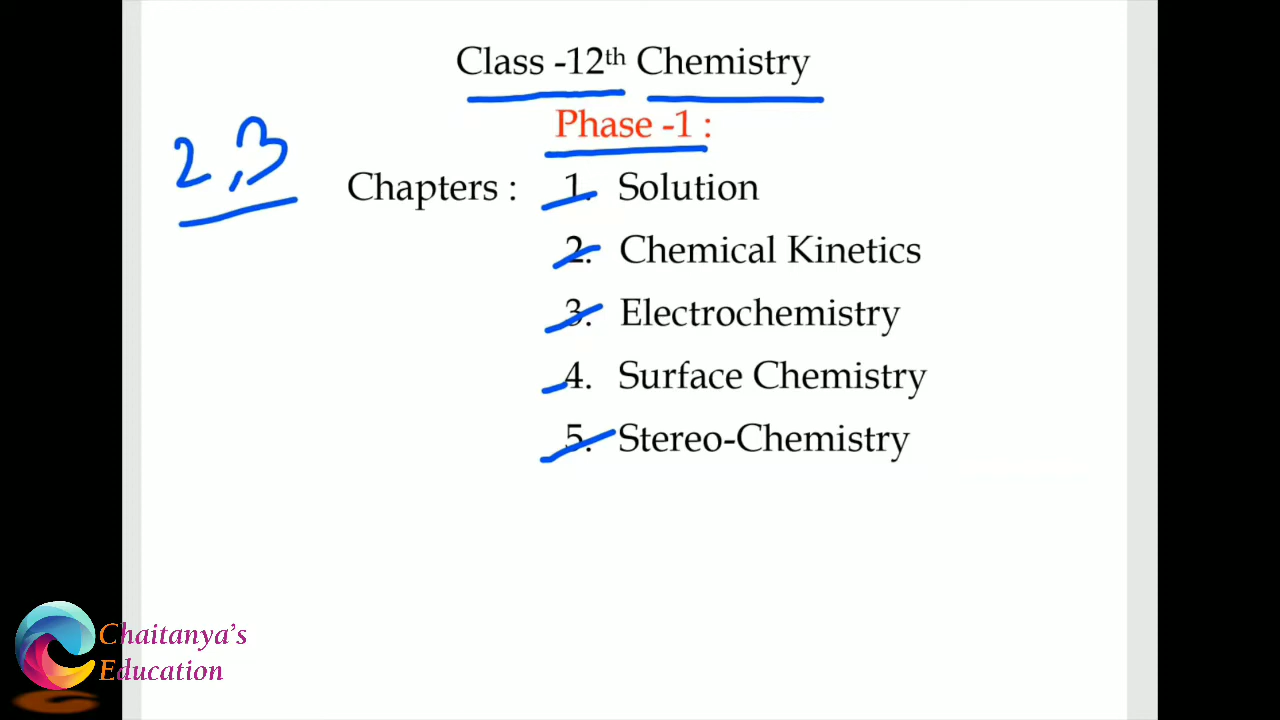 Class -12th Chemistry
Phase -1 :
2,3
Chapters : 1. Solution
2. Chemical Kinetics
3. Electrochemistry
4. Surface Chemistry
5. Stereo-Chemistry
Chaitanya's
Education